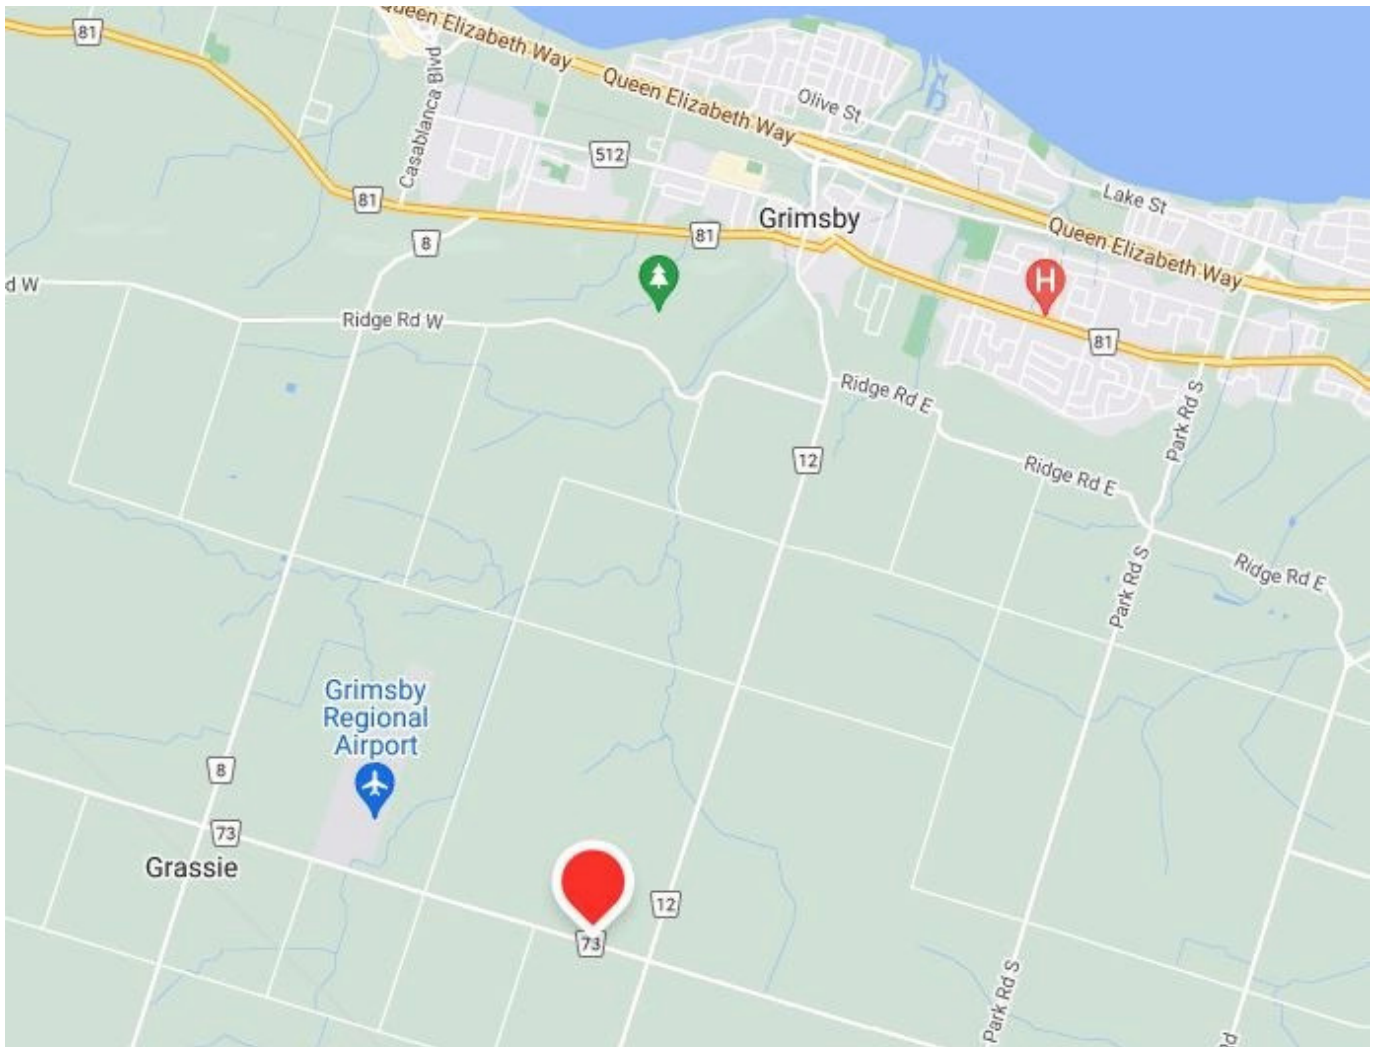 Queen Elizabeth Way
81
Casablanca Blvd
Queen Elizabeth Way
Olive St
512
Lake St
81
Grimsby
81
8
Queen Elizabeth Way
H
d W
Ridge Rd W
81
Ridge Rd E
Park Rd S
12
Ridge Rd E
Park Rd S
Ridge Rd E
Grimsby
Regional
Airport
8
73
Grassie
12
73
Park Rd S